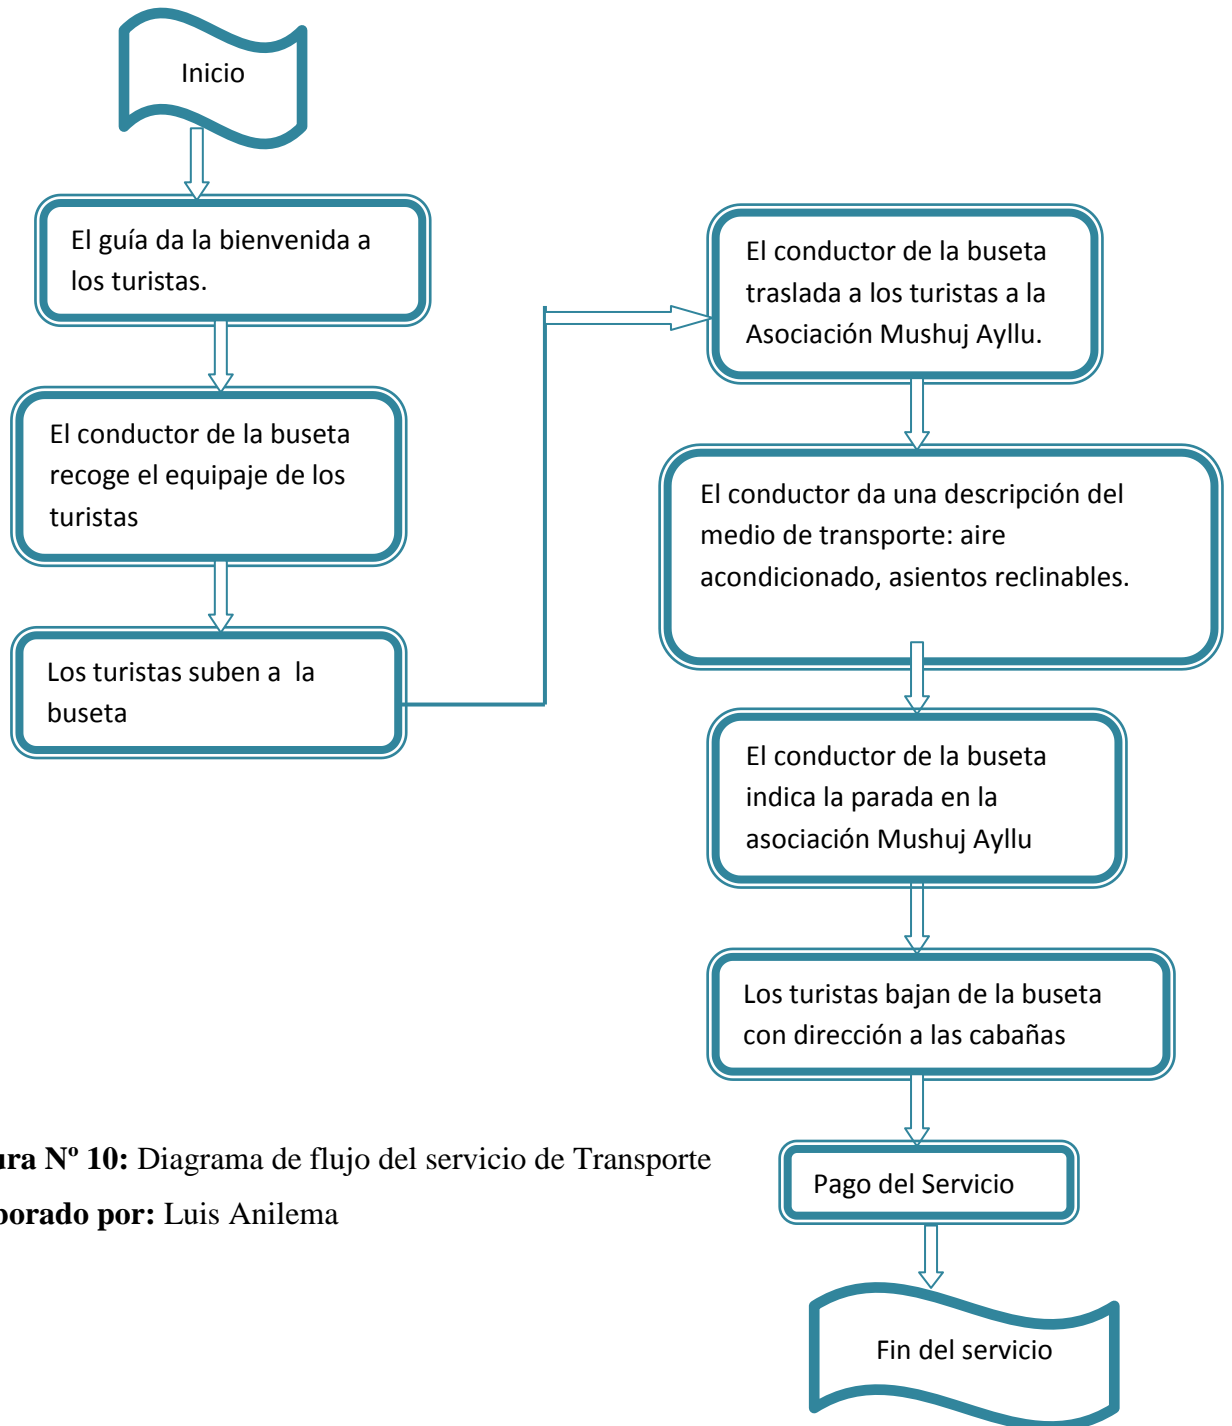 Inicio
El guía da la bienvenida a
los turistas.
El conductor de la buseta
recoge el equipaje de los
turistas
Los turistas suben a la
buseta
El conductor de la buseta
traslada a los turistas a la
Asociación Mushuj Ayllu.
El conductor da una descripción del
medio de transporte: aire
acondicionado, asientos reclinables.
El conductor de la buseta
indica la parada en la
asociación Mushuj Ayllu
Los turistas bajan de la buseta
con dirección a las cabañas
Pago del Servicio
Fin del servicio
ura Nº 10: Diagrama de flujo del servicio de Transporte
orado por: Luis Anilema